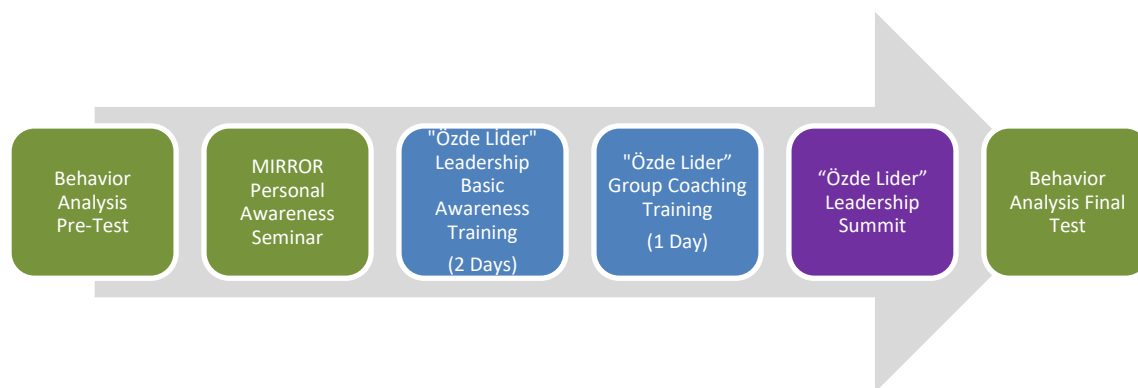 Behavior
Analysis
Pre-Test
MIRROR
Personal
Awareness
Seminar
"Özde Lider"
Leadership
Basic
Awareness
Training
(2 Days)
"Özde Lider”
Group Coaching
Training
(1 Day)
“Özde Lider”
Leadership
Summit
Behavior
Analysis Final
Test